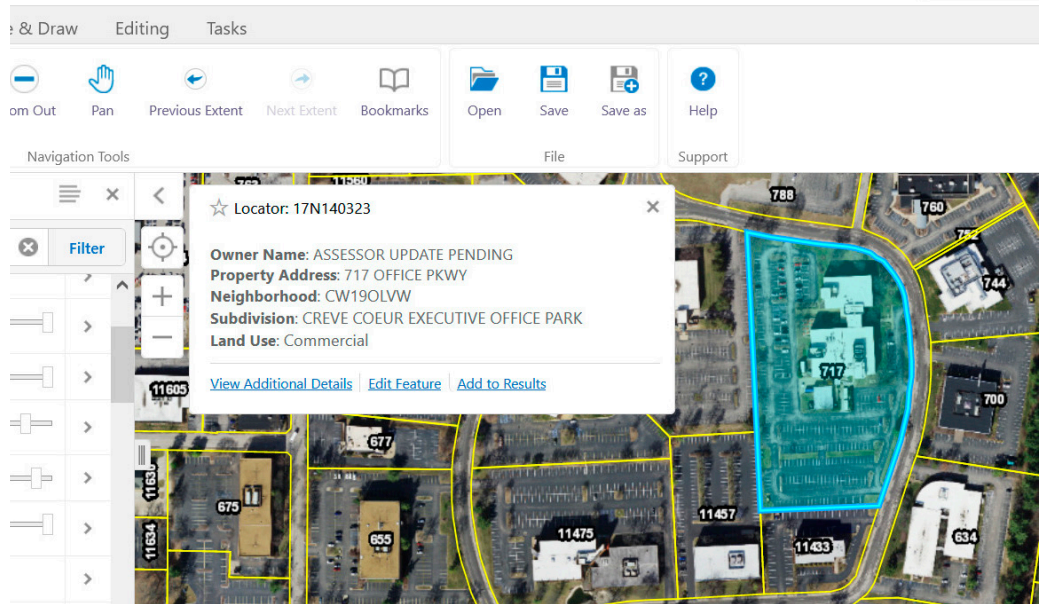 e & Draw
Editing
Tasks
om Out
Pan
Previous Extent
Next Extent
Bookmarks
Open
Save
Save as
Help
Navigation Tools
File
Support
Filter
Locator: 17N140323
Owner Name: ASSESSOR UPDATE PENDING
Property Address: 717 OFFICE PKWY
Neighborhood: CW19OLVW
Subdivision: CREVE COEUR EXECUTIVE OFFICE PARK
Land Use: Commercial
View Additional Details
Edit Feature
Add to Results
11560
788
760
752
744
717
700
11605
677
11630
675
11457
11475
11634
655
11433
634